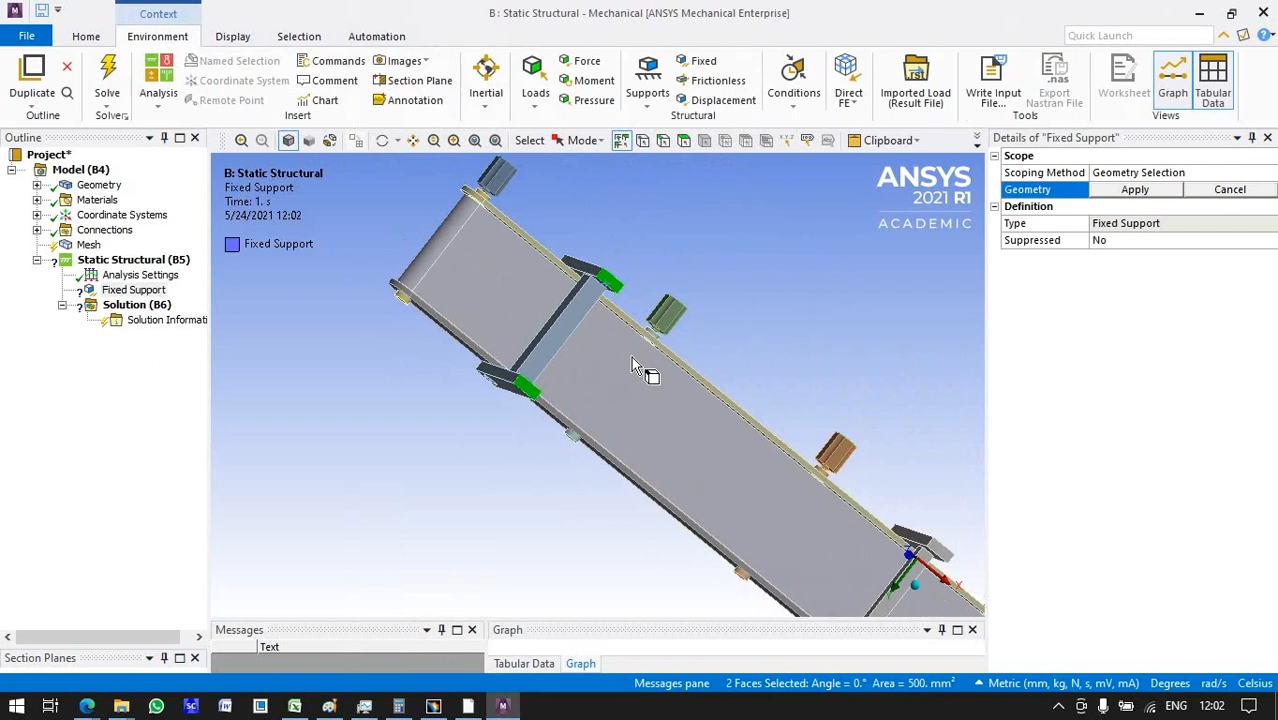 Context
B : Static Structural - Mechanical [ANSYS Mechanical Enterprise]
File
Home
Environment
Display
Selection
Automation
Quick Launch
Duplicate
Outline
Solve
Solver
Analysis
Named Selection
Coordinate System
Remote Point
Commands
Comment
Chart
Images
Section Plane
Annotation
Insert
Inertial
Loads
Force
Moment
Pressure
Supports
Fixed
Frictionless
Displacement
Structural
Conditions
Direct
FE
Imported Load
(Result File)
Write Input
File...
Export
Nastran File
Tools
.nas
Worksheet
Graph
Tabular
Data
Views
Outline
Select
Mode
Clipboard
Details of "Fixed Support"
Project*
Model (B4)
Geometry
Materials
Coordinate Systems
Connections
Mesh
Static Structural (B5)
Analysis Settings
Fixed Support
Solution (B6)
Solution Informati
B: Static Structural
Fixed Support
Time: 1. s
5/24/2021 12:02
Fixed Support
ANSYS
2021 R1
ACADEMIC
Scope
Scoping Method Geometry Selection
Geometry Apply Cancel
Definition
Type Fixed Support
Suppressed No
X
Section Planes
Messages
Text
Graph
Tabular Data Graph
Messages pane 2 Faces Selected: Angle = 0.° Area = 500. mm² Metric (mm, kg, N, s, mV, mA) Degrees rad/s Celsius
ENG 12:02